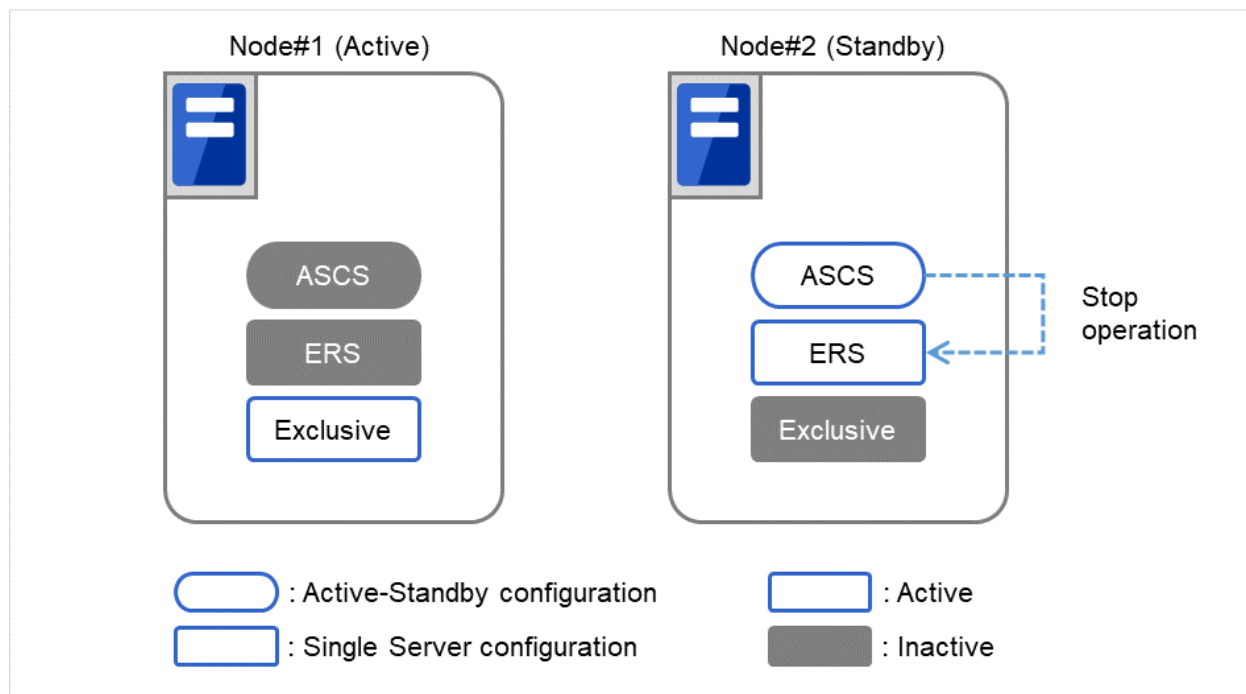 Node#1 (Active)
Node#2 (Standby)
ASCS
ERS
Exclusive
ASCS
ERS
Exclusive
Stop
operation
: Active-Standby configuration
: Single Server configuration
: Active
: Inactive